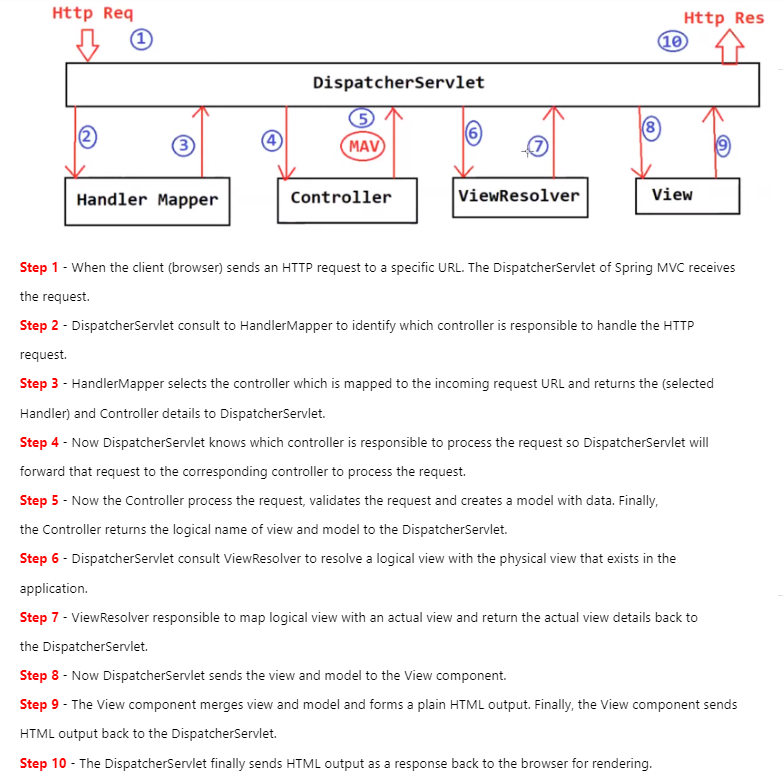 Http Req
1
Http Res
10
DispatcherServlet
2
3
4
5
MAV
6
7
8
9
Handler Mapper
Controller
ViewResolver
View
Step 1 - When the client (browser) sends an HTTP request to a specific URL. The DispatcherServlet of Spring MVC receives
the request.
Step 2 - DispatcherServlet consult to HandlerMapper to identify which controller is responsible to handle the HTTP
request.
Step 3 - HandlerMapper selects the controller which is mapped to the incoming request URL and returns the (selected
Handler) and Controller details to DispatcherServlet.
Step 4 - Now DispatcherServlet knows which controller is responsible to process the request so DispatcherServlet will
forward that request to the corresponding controller to process the request.
Step 5 - Now the Controller process the request, validates the request and creates a model with data. Finally,
the Controller returns the logical name of view and model to the DispatcherServlet.
Step 6 - DispatcherServlet consult ViewResolver to resolve a logical view with the physical view that exists in the
application.
Step 7 - ViewResolver responsible to map logical view with an actual view and return the actual view details back to
the DispatcherServlet.
Step 8 - Now DispatcherServlet sends the view and model to the View component.
Step 9 - The View component merges view and model and forms a plain HTML output. Finally, the View component sends
HTML output back to the DispatcherServlet.
Step 10 - The DispatcherServlet finally sends HTML output as a response back to the browser for rendering.